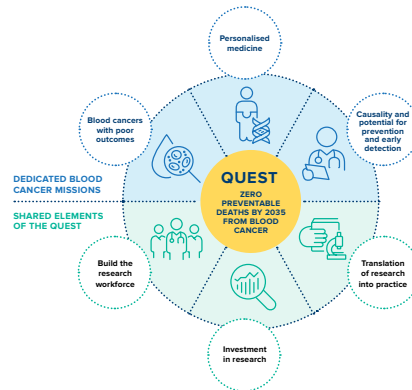 Personalised
medicine
Blood cancers
with poor
outcomes
Causality and
potential for
prevention
and early
detection
DEDICATED BLOOD
CANCER MISSIONS
QUEST
ZERO
PREVENTABLE
DEATHS BY 2035
FROM BLOOD
CANCER
SHARED ELEMENTS
OF THE QUEST
Build the
research
workforce
Translation
of research
into practice
Investment
in research